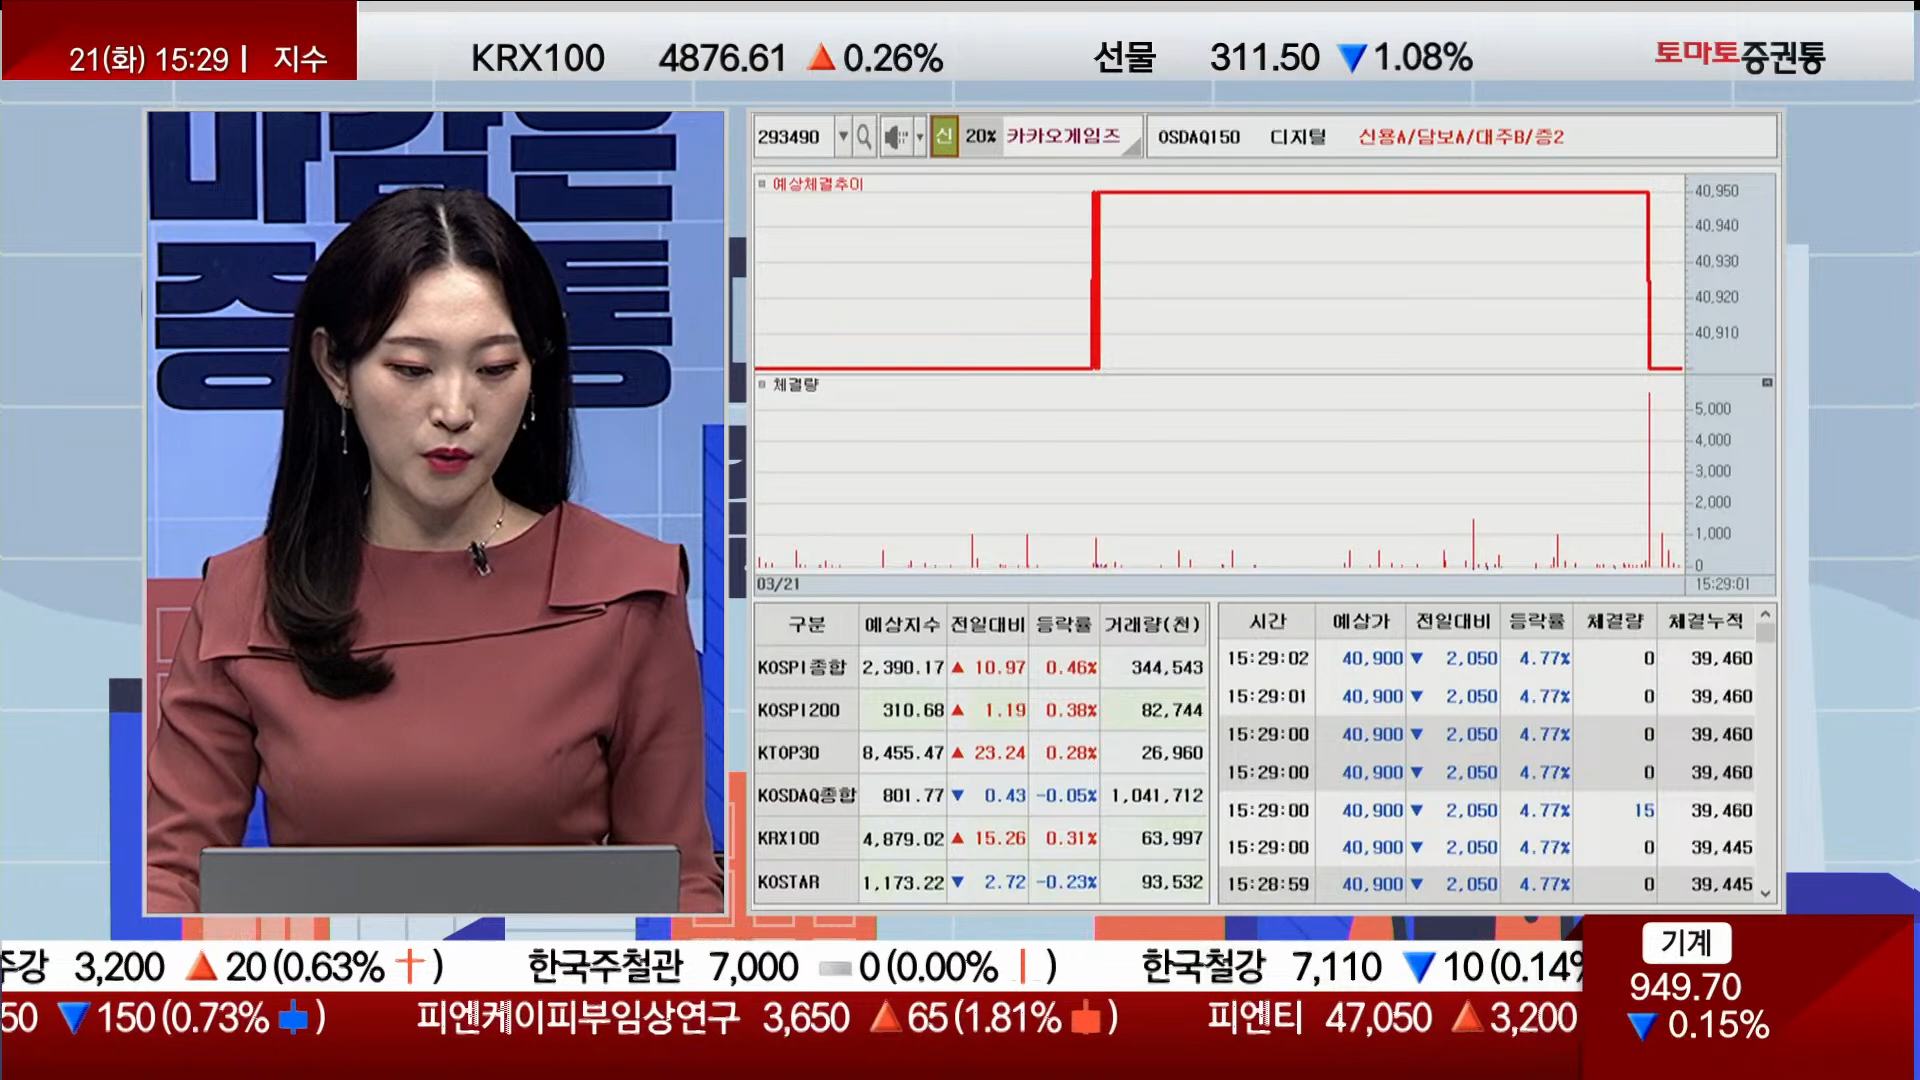 21(화) 15:29 | 지수 KRX100 4876.61 ▲ 0.26% 선물 311.50 ▼ 1.08% 토마토증권통
마감을
증권통
293490 신 20% 카카오게임즈 OSDAQ150 디지털 신용A/담보A/대주B/증2
예상체결추이
40,950
40,940
40,930
40,920
40,910
체결량
5,000
4,000
3,000
2,000
1,000
0
03/21 15:29:01
구분 예상지수 전일대비 등락률 거래량(천)
KOSPI종합 2,390.17 ▲ 10.97 0.46% 344,543
KOSPI200 310.68 ▲ 1.19 0.38% 82,744
KTOP30 8,455.47 ▲ 23.24 0.28% 26,960
KOSDAQ종합 801.77 ▼ 0.43 -0.05% 1,041,712
KRX100 4,879.02 ▲ 15.26 0.31% 63,997
KOSTAR 1,173.22 ▼ 2.72 -0.23% 93,532
시간 예상가 전일대비 등락률 체결량 체결누적
15:29:02 40,900 ▼ 2,050 4.77% 0 39,460
15:29:01 40,900 ▼ 2,050 4.77% 0 39,460
15:29:00 40,900 ▼ 2,050 4.77% 0 39,460
15:29:00 40,900 ▼ 2,050 4.77% 0 39,460
15:29:00 40,900 ▼ 2,050 4.77% 15 39,460
15:29:00 40,900 ▼ 2,050 4.77% 0 39,445
15:28:59 40,900 ▼ 2,050 4.77% 0 39,445
주강 3,200 ▲ 20(0.63% ) 한국주철관 7,000 0(0.00% ) 한국철강 7,110 ▼ 10(0.14%
50 ▼ 150(0.73% ) 피엔케이피부임상연구 3,650 ▲ 65(1.81% ) 피엔티 47,050 ▲ 3,200
기계
949.70
▼ 0.15%